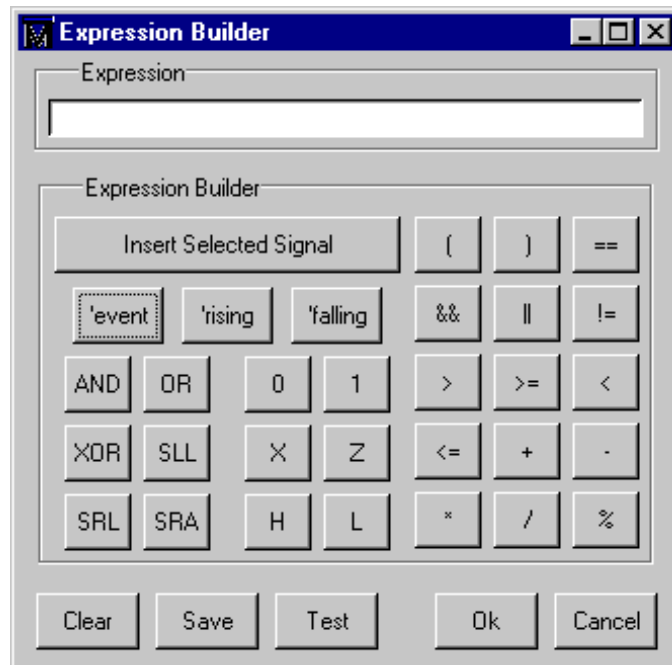 Expression Builder
Expression
Expression Builder
Insert Selected Signal ( ) ==
'event 'rising 'falling && || !=
AND OR 0 1 > >= <
XOR SLL X Z <= + -
SRL SRA H L * / %
Clear Save Test Ok Cancel